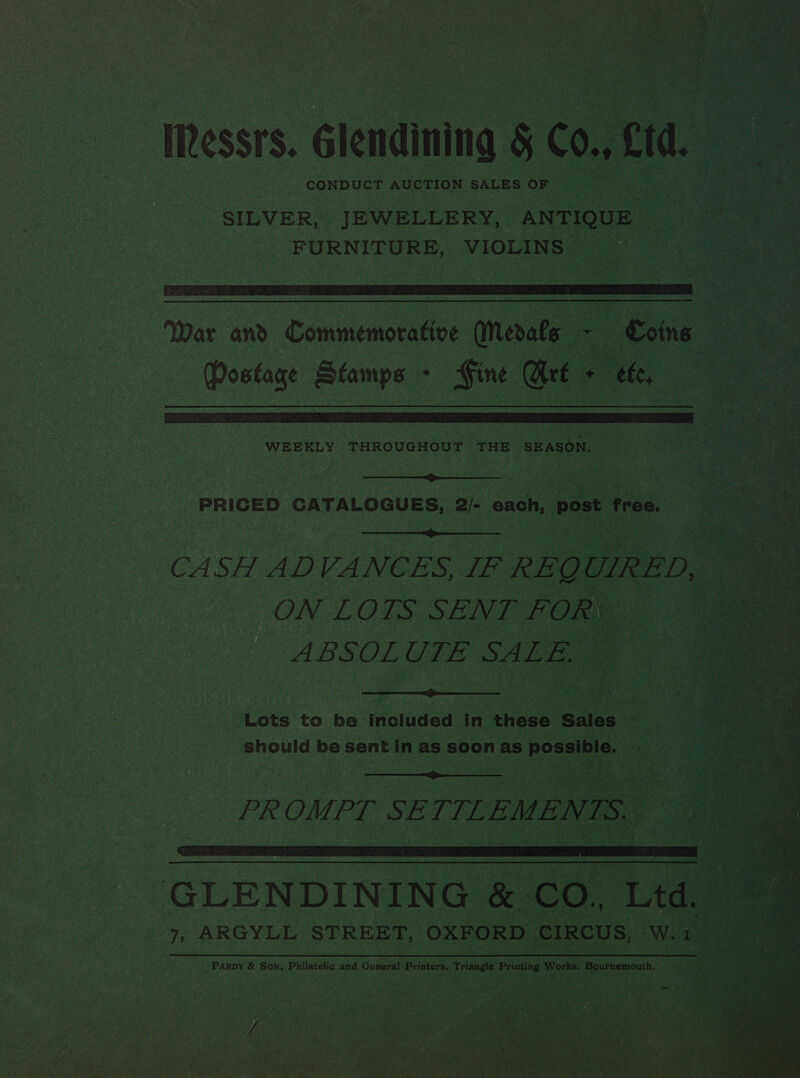 Messrs. Glendining & Co., Ltd.
CONDUCT AUCTION SALES OF
SILVER, JEWELLERY, ANTIQUE
FURNITURE, VIOLINS
War and Commemorative Medals - Coins
Postage Stamps · Fine Art + etc.
WEEKLY THROUGHOUT THE SEASON.
PRICED CATALOGUES, 2/- each, post free.
CASH ADVANCES, IF REQUIRED,
ON LOTS SENT FOR
ABSOLUTE SALE.
Lots to be included in these Sales
should be sent in as soon as possible.
PROMPT SETTLEMENTS.
GLENDINING & CO., Ltd.
7, ARGYLL STREET, OXFORD CIRCUS, W. 1
PARDY & SON, Philatelic and General Printers, Triangle Printing Works. Bournemouth.